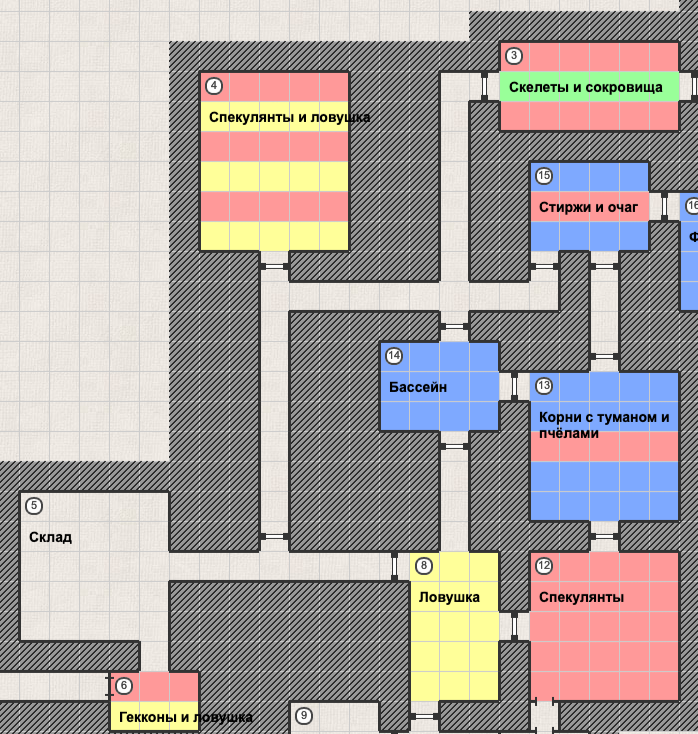 3
Скелеты и сокровища
4
Спекулянты и ловушка
15
Стиржи и очаг
16
Ф
14
Бассейн
13
Корни с туманом и
пчёлами
5
Склад
8
Ловушка
12
Спекулянты
6
Гекконы и ловушка
9